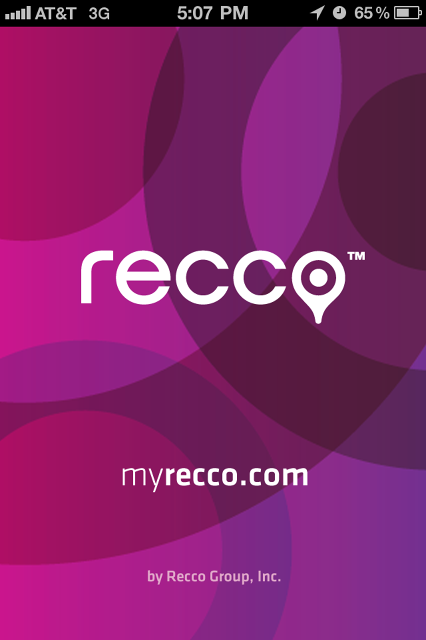 AT&T 3G 5:07 PM 65%
recco™
myrecco.com
by Recco Group, Inc.